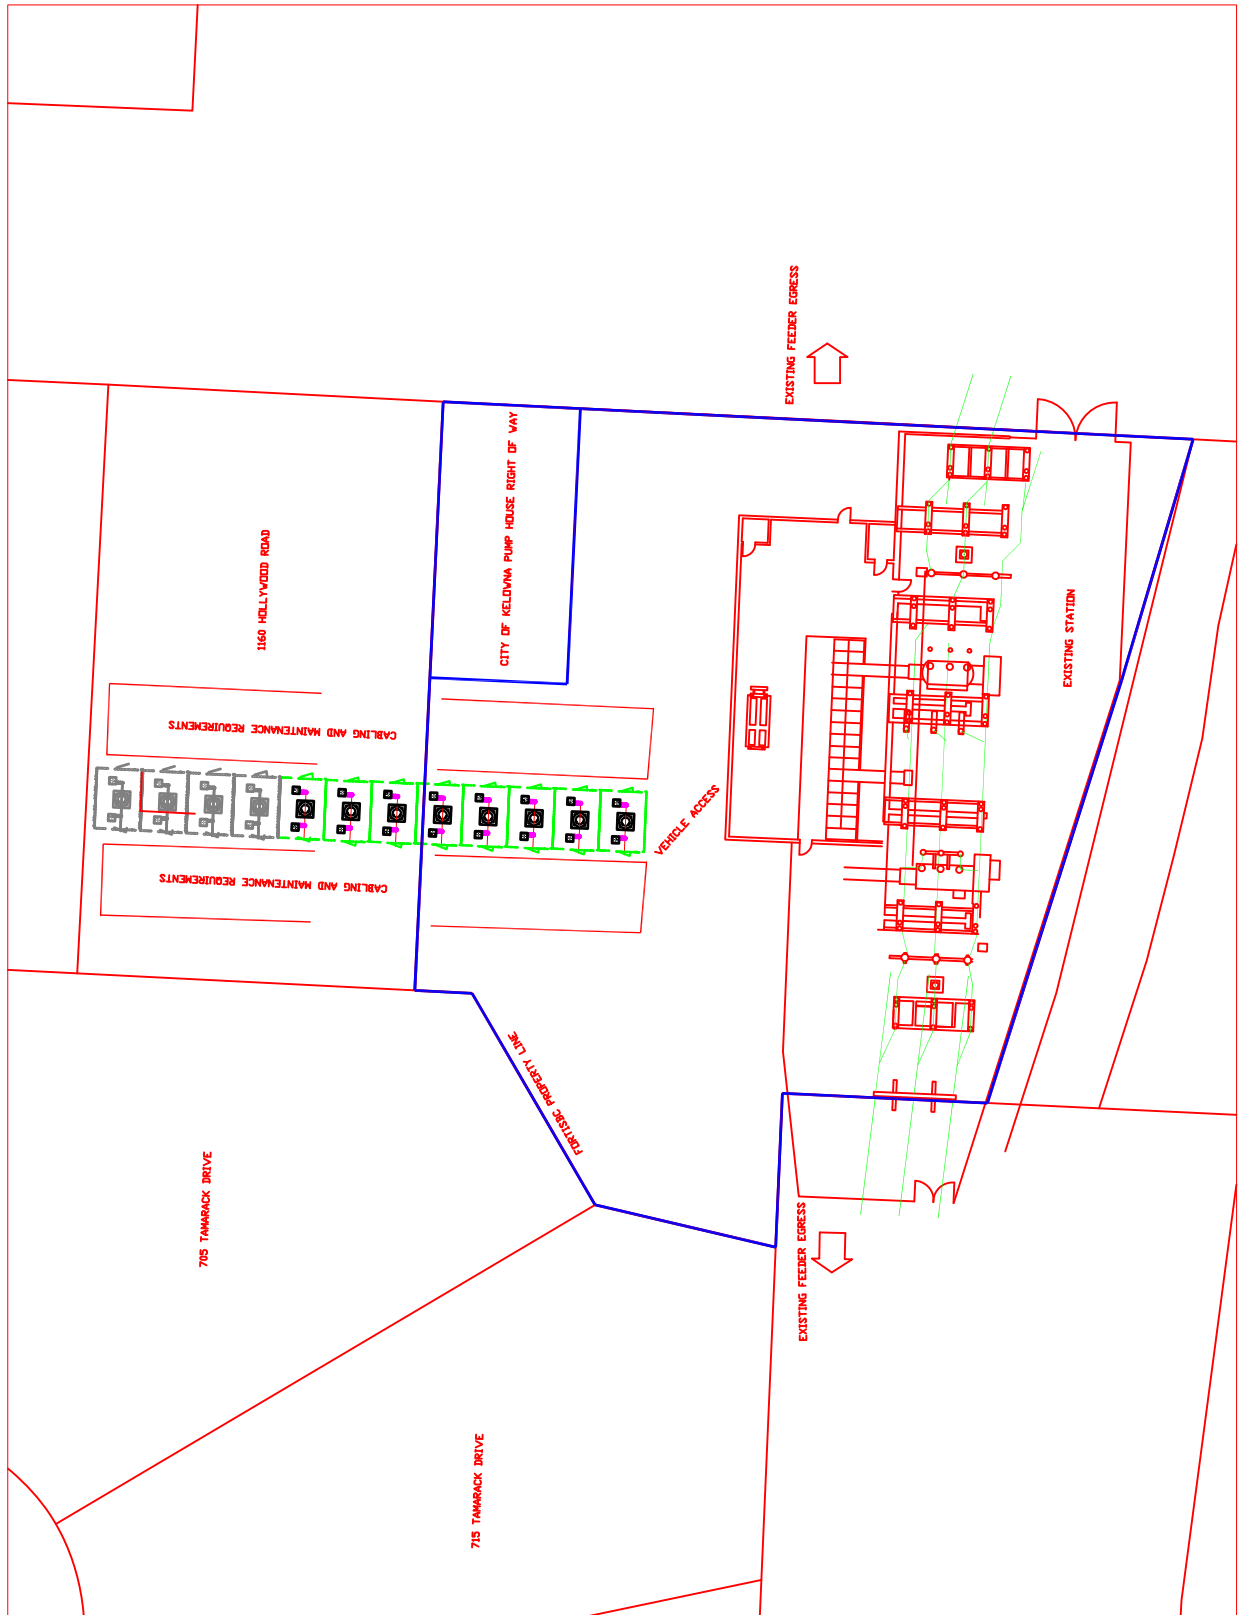 EXISTING FEEDER EGRESS
CITY OF KELOWNA PUMP HOUSE RIGHT OF WAY
1160 HOLLYWOOD ROAD
EXISTING STATION
CABLING AND MAINTENANCE REQUIREMENTS
VEHICLE ACCESS
CABLING AND MAINTENANCE REQUIREMENTS
FORTISBC PROPERTY LINE
705 TAMARACK DRIVE
EXISTING FEEDER EGRESS
715 TAMARACK DRIVE